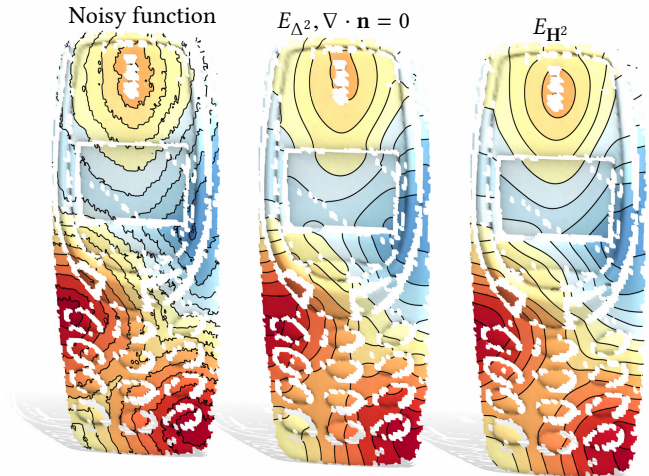 Noisy function
E_{Δ²}, ∇ · n = 0
E_{H²}